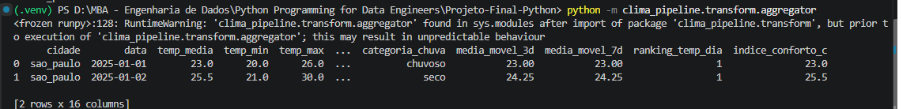 (.venv) PS D:\MBA - Engenharia de Dados\Python Programming for Data Engineers\Projeto-Final-Python> python -m clima_pipeline.transform.aggregator
<frozen runpy>:128: RuntimeWarning: 'clima_pipeline.transform.aggregator' found in sys.modules after import of package 'clima_pipeline.transform', but prior t
o execution of 'clima_pipeline.transform.aggregator'; this may result in unpredictable behaviour
cidade data temp_media temp_min temp_max ... categoria_chuva media_movel_3d media_movel_7d ranking_temp_dia indice_conforto_c
0 sao_paulo 2025-01-01 23.0 20.0 26.0 ... chuvoso 23.00 23.00 1 23.0
1 sao_paulo 2025-01-02 25.5 21.0 30.0 ... seco 24.25 24.25 1 25.5
[2 rows x 16 columns]